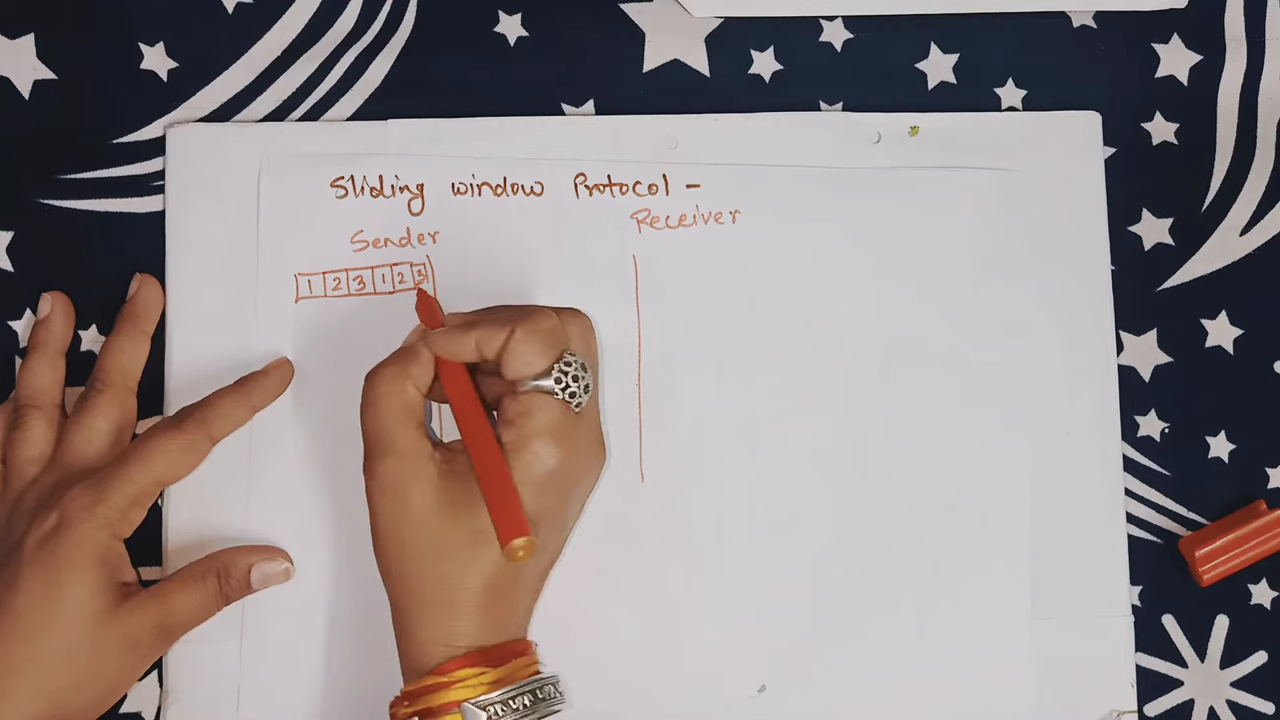 Sliding window Protocol -
Sender
Receiver
1 2 3 1 2 3